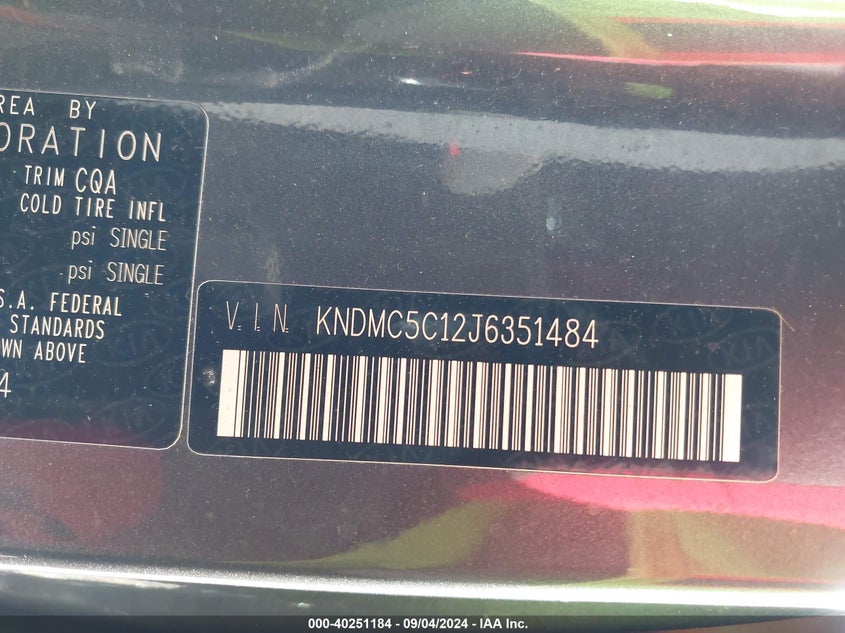 REA BY
ORATION
TRIM CQA
COLD TIRE INFL
psi SINGLE
psi SINGLE
S.A. FEDERAL
STANDARDS
WN ABOVE
4
V.I.N. KNDMC5C12J6351484
KIA
000-40251184 - 09/04/2024 - IAA Inc.